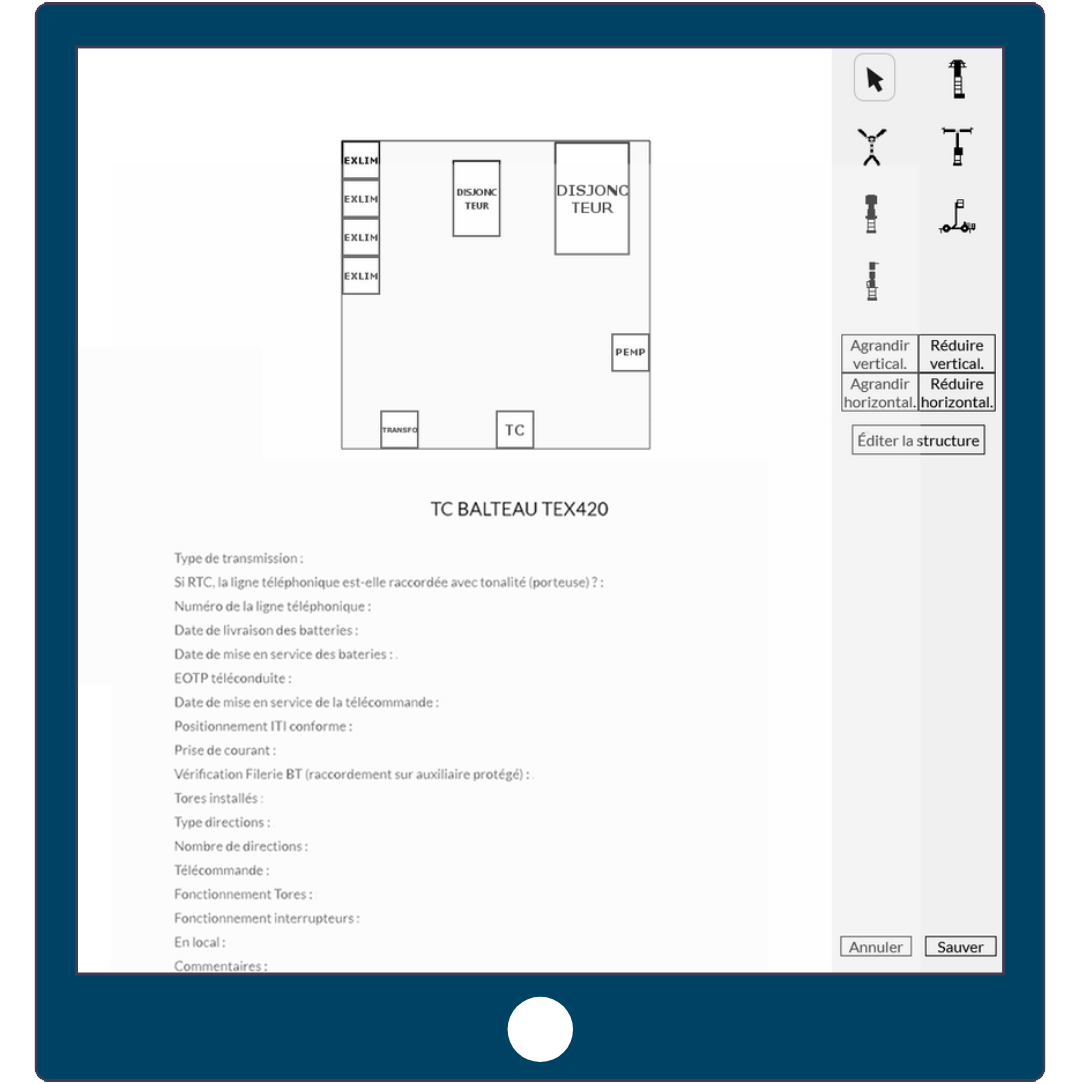 EXLIM
EXLIM
EXLIM
EXLIM
DISJONC
TEUR
DISJONC
TEUR
PEMP
TRANSFO
TC
TC BALTEAU TEX420
Type de transmission :
Si RTC, la ligne téléphonique est-elle raccordée avec tonalité (porteuse) ? :
Numéro de la ligne téléphonique :
Date de livraison des batteries :
Date de mise en service des bateries : .
EOTP téléconduite :
Date de mise en service de la télécommande :
Positionnement ITI conforme :
Prise de courant :
Vérification Filerie BT (raccordement sur auxiliaire protégé) :
Tores installés :
Type directions :
Nombre de directions :
Télécommande :
Fonctionnement Tores :
Fonctionnement interrupteurs :
En local :
Commentaires :
Agrandir
vertical.
Réduire
vertical.
Agrandir
horizontal.
Réduire
horizontal.
Éditer la structure
Annuler
Sauver